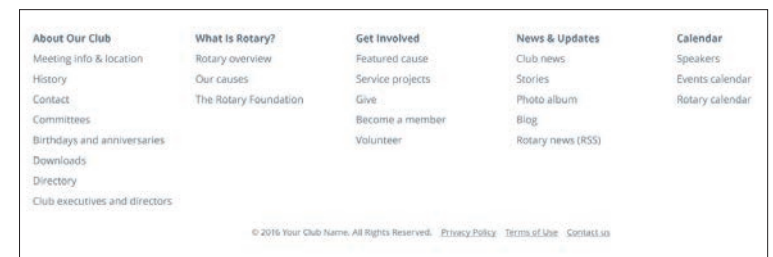 About Our Club
Meeting info & location
History
Contact
Committees
Birthdays and anniversaries
Downloads
Directory
Club executives and directors
What Is Rotary?
Rotary overview
Our causes
The Rotary Foundation
Get Involved
Featured cause
Service projects
Give
Become a member
Volunteer
News & Updates
Club news
Stories
Photo album
Blog
Rotary news (RSS)
Calendar
Speakers
Events calendar
Rotary calendar
© 2016 Your Club Name. All Rights Reserved. Privacy Policy Terms of Use Contact us